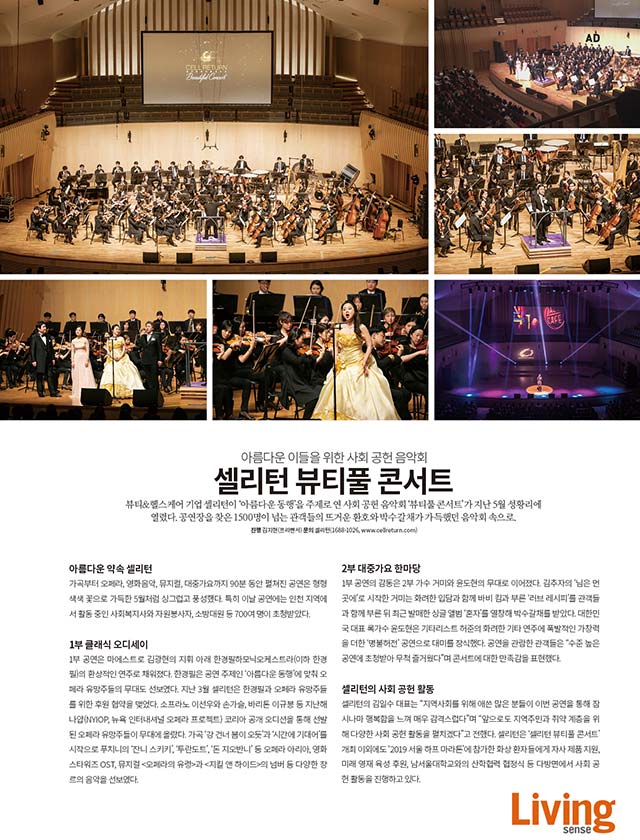 CELLRETURN
Beautiful Concert
AD
아름다운 이들을 위한 사회 공헌 음악회
셀리턴 뷰티풀 콘서트
뷰티&헬스케어 기업 셀리턴이 '아름다운 동행'을 주제로 연 사회 공헌 음악회 '뷰티풀 콘서트'가 지난 5월 성황리에
열렸다. 공연장을 찾은 1500명이 넘는 관객들의 뜨거운 환호와 박수갈채가 가득했던 음악회 속으로.
진행 김지현(프리랜서) 문의 셀리턴(1688-1026, www.cellreturn.com)
아름다운 약속 셀리턴
가곡부터 오페라, 영화음악, 뮤지컬, 대중가요까지 90분 동안 펼쳐진 공연은 형형
색색 꽃으로 가득한 5월처럼 싱그럽고 풍성했다. 특히 이날 공연에는 인천 지역에
서 활동 중인 사회복지사와 자원봉사자, 소방대원 등 700여 명이 초청받았다.
1부 클래식 오디세이
1부 공연은 마에스트로 김광현의 지휘 아래 한경필하모닉오케스트라(이하 한경
필)의 환상적인 연주로 채워졌다. 한경필은 공연 주제인 '아름다운 동행'에 맞춰 오
페라 유망주들의 무대도 선보였다. 지난 3월 셀리턴은 한경필과 오페라 유망주들
를 위한 후원 협약을 맺었다. 소프라노 이선우와 손가슬, 바리톤 이규봉 등 지난해
나얍(NYIOP, 뉴욕 인터내셔널 오페라 프로젝트) 코리아 공개 오디션을 통해 선발
된 오페라 유망주들이 무대에 올랐다. 가곡 '강 건너 봄이 오듯'과 '시간에 기대어'를
시작으로 푸치니의 '잔니 스키키', '투란도트', '돈 지오반니' 등 오페라 아리아, 영화
스타워즈 OST, 뮤지컬 <오페라의 유령>과 <지킬 앤 하이드>의 넘버 등 다양한 장
르의 음악을 선보였다.
2부 대중가요 한마당
1부 공연의 감동은 2부 가수 거미와 윤도현의 무대로 이어졌다. 김추자의 '님은 먼
곳에'로 시작한 거미는 화려한 입담과 함께 바비 킴과 부른 '러브 레시피'를 관객들
과 함께 부른 뒤 최근 발매한 싱글 앨범 '혼자'를 열창해 박수갈채를 받았다. 대한민
국 대표 록가수 윤도현은 기타리스트 허준의 화려한 기타 연주에 폭발적인 가창력
을 더한 '명불허전' 공연으로 대미를 장식했다. 공연을 관람한 관객들은 "수준 높은
공연에 초청받아 무척 즐거웠다"며 콘서트에 대한 만족감을 표현했다.
셀리턴의 사회 공헌 활동
셀리턴의 김일수 대표는 "지역사회를 위해 애쓴 많은 분들이 이번 공연을 통해 잠
시나마 행복함을 느껴 매우 감격스럽다"며 "앞으로도 지역주민과 취약 계층을 위
해 다양한 사회 공헌 활동을 펼치겠다"고 전했다. 셀리턴은 '셀리턴 뷰티풀 콘서트'
개최 이외에도 '2019 서울 하프 마라톤'에 참가한 화상 환자들에게 자사 제품 지원,
미래 영재 육성 후원, 남서울대학교와의 산학협력 협정식 등 다방면에서 사회 공
헌 활동을 진행하고 있다.
Living
sense